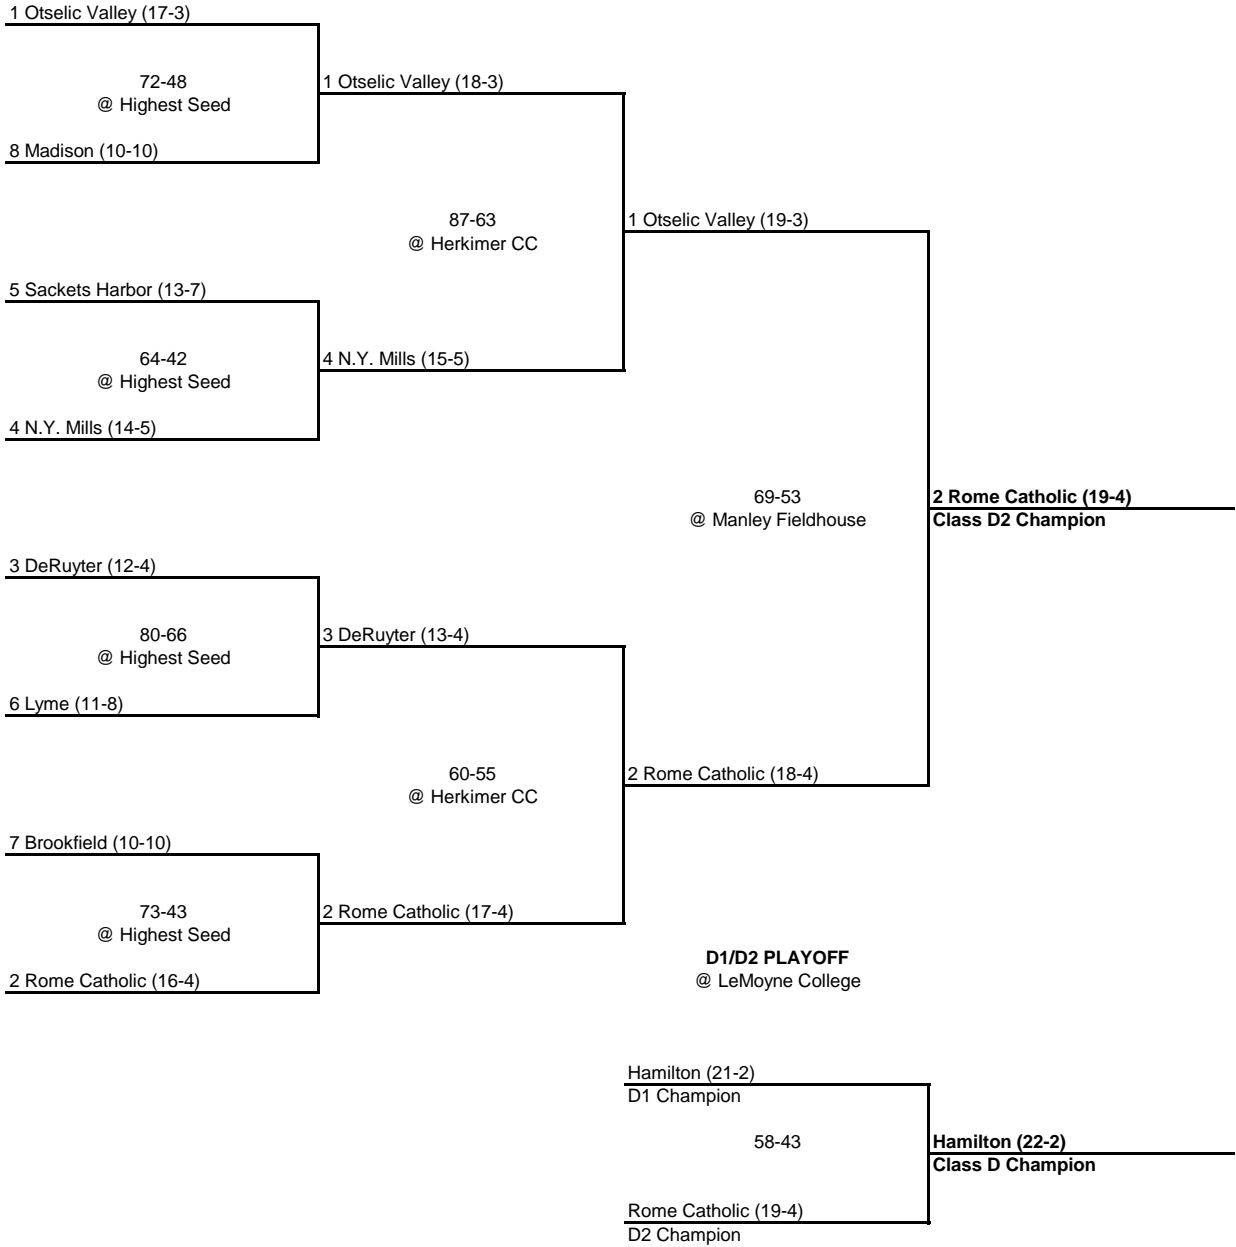 1 Otselic Valley (17-3)
72-48
@ Highest Seed
1 Otselic Valley (18-3)
8 Madison (10-10)
87-63
@ Herkimer CC
1 Otselic Valley (19-3)
5 Sackets Harbor (13-7)
64-42
@ Highest Seed
4 N.Y. Mills (15-5)
4 N.Y. Mills (14-5)
69-53
@ Manley Fieldhouse
2 Rome Catholic (19-4)
Class D2 Champion
3 DeRuyter (12-4)
80-66
@ Highest Seed
3 DeRuyter (13-4)
6 Lyme (11-8)
60-55
@ Herkimer CC
2 Rome Catholic (18-4)
7 Brookfield (10-10)
73-43
@ Highest Seed
2 Rome Catholic (17-4)
2 Rome Catholic (16-4)
D1/D2 PLAYOFF
@ LeMoyne College
Hamilton (21-2)
D1 Champion
58-43
Hamilton (22-2)
Class D Champion
Rome Catholic (19-4)
D2 Champion